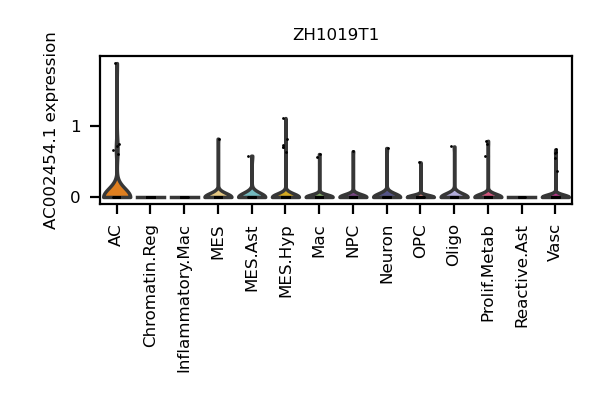 ZH1019T1
AC002454.1 expression
1
0
AC
Chromatin.Reg
Inflammatory.Mac
MES
MES.Ast
MES.Hyp
Mac
NPC
Neuron
OPC
Oligo
Prolif.Metab
Reactive.Ast
Vasc